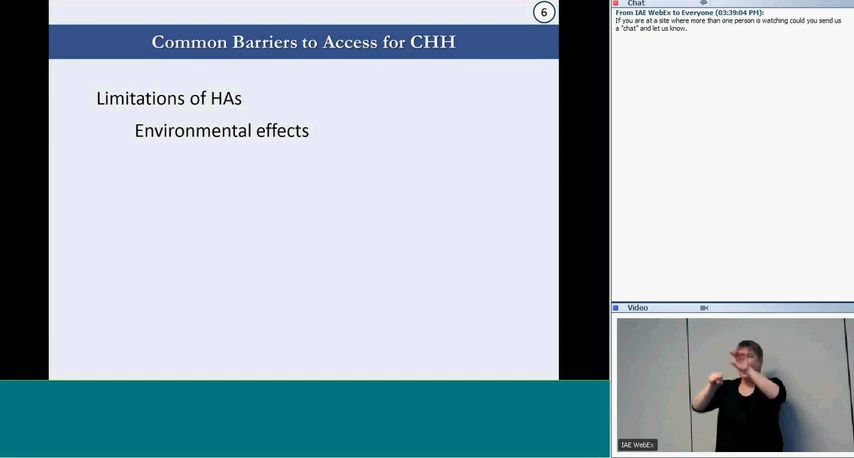 6
Common Barriers to Access for CHH
Limitations of HAs
Environmental effects
Chat
From IAE WebEx to Everyone (03:39:04 PM):
If you are at a site where more than one person is watching could you send us
a "chat" and let us know.
Video
IAE WebEx